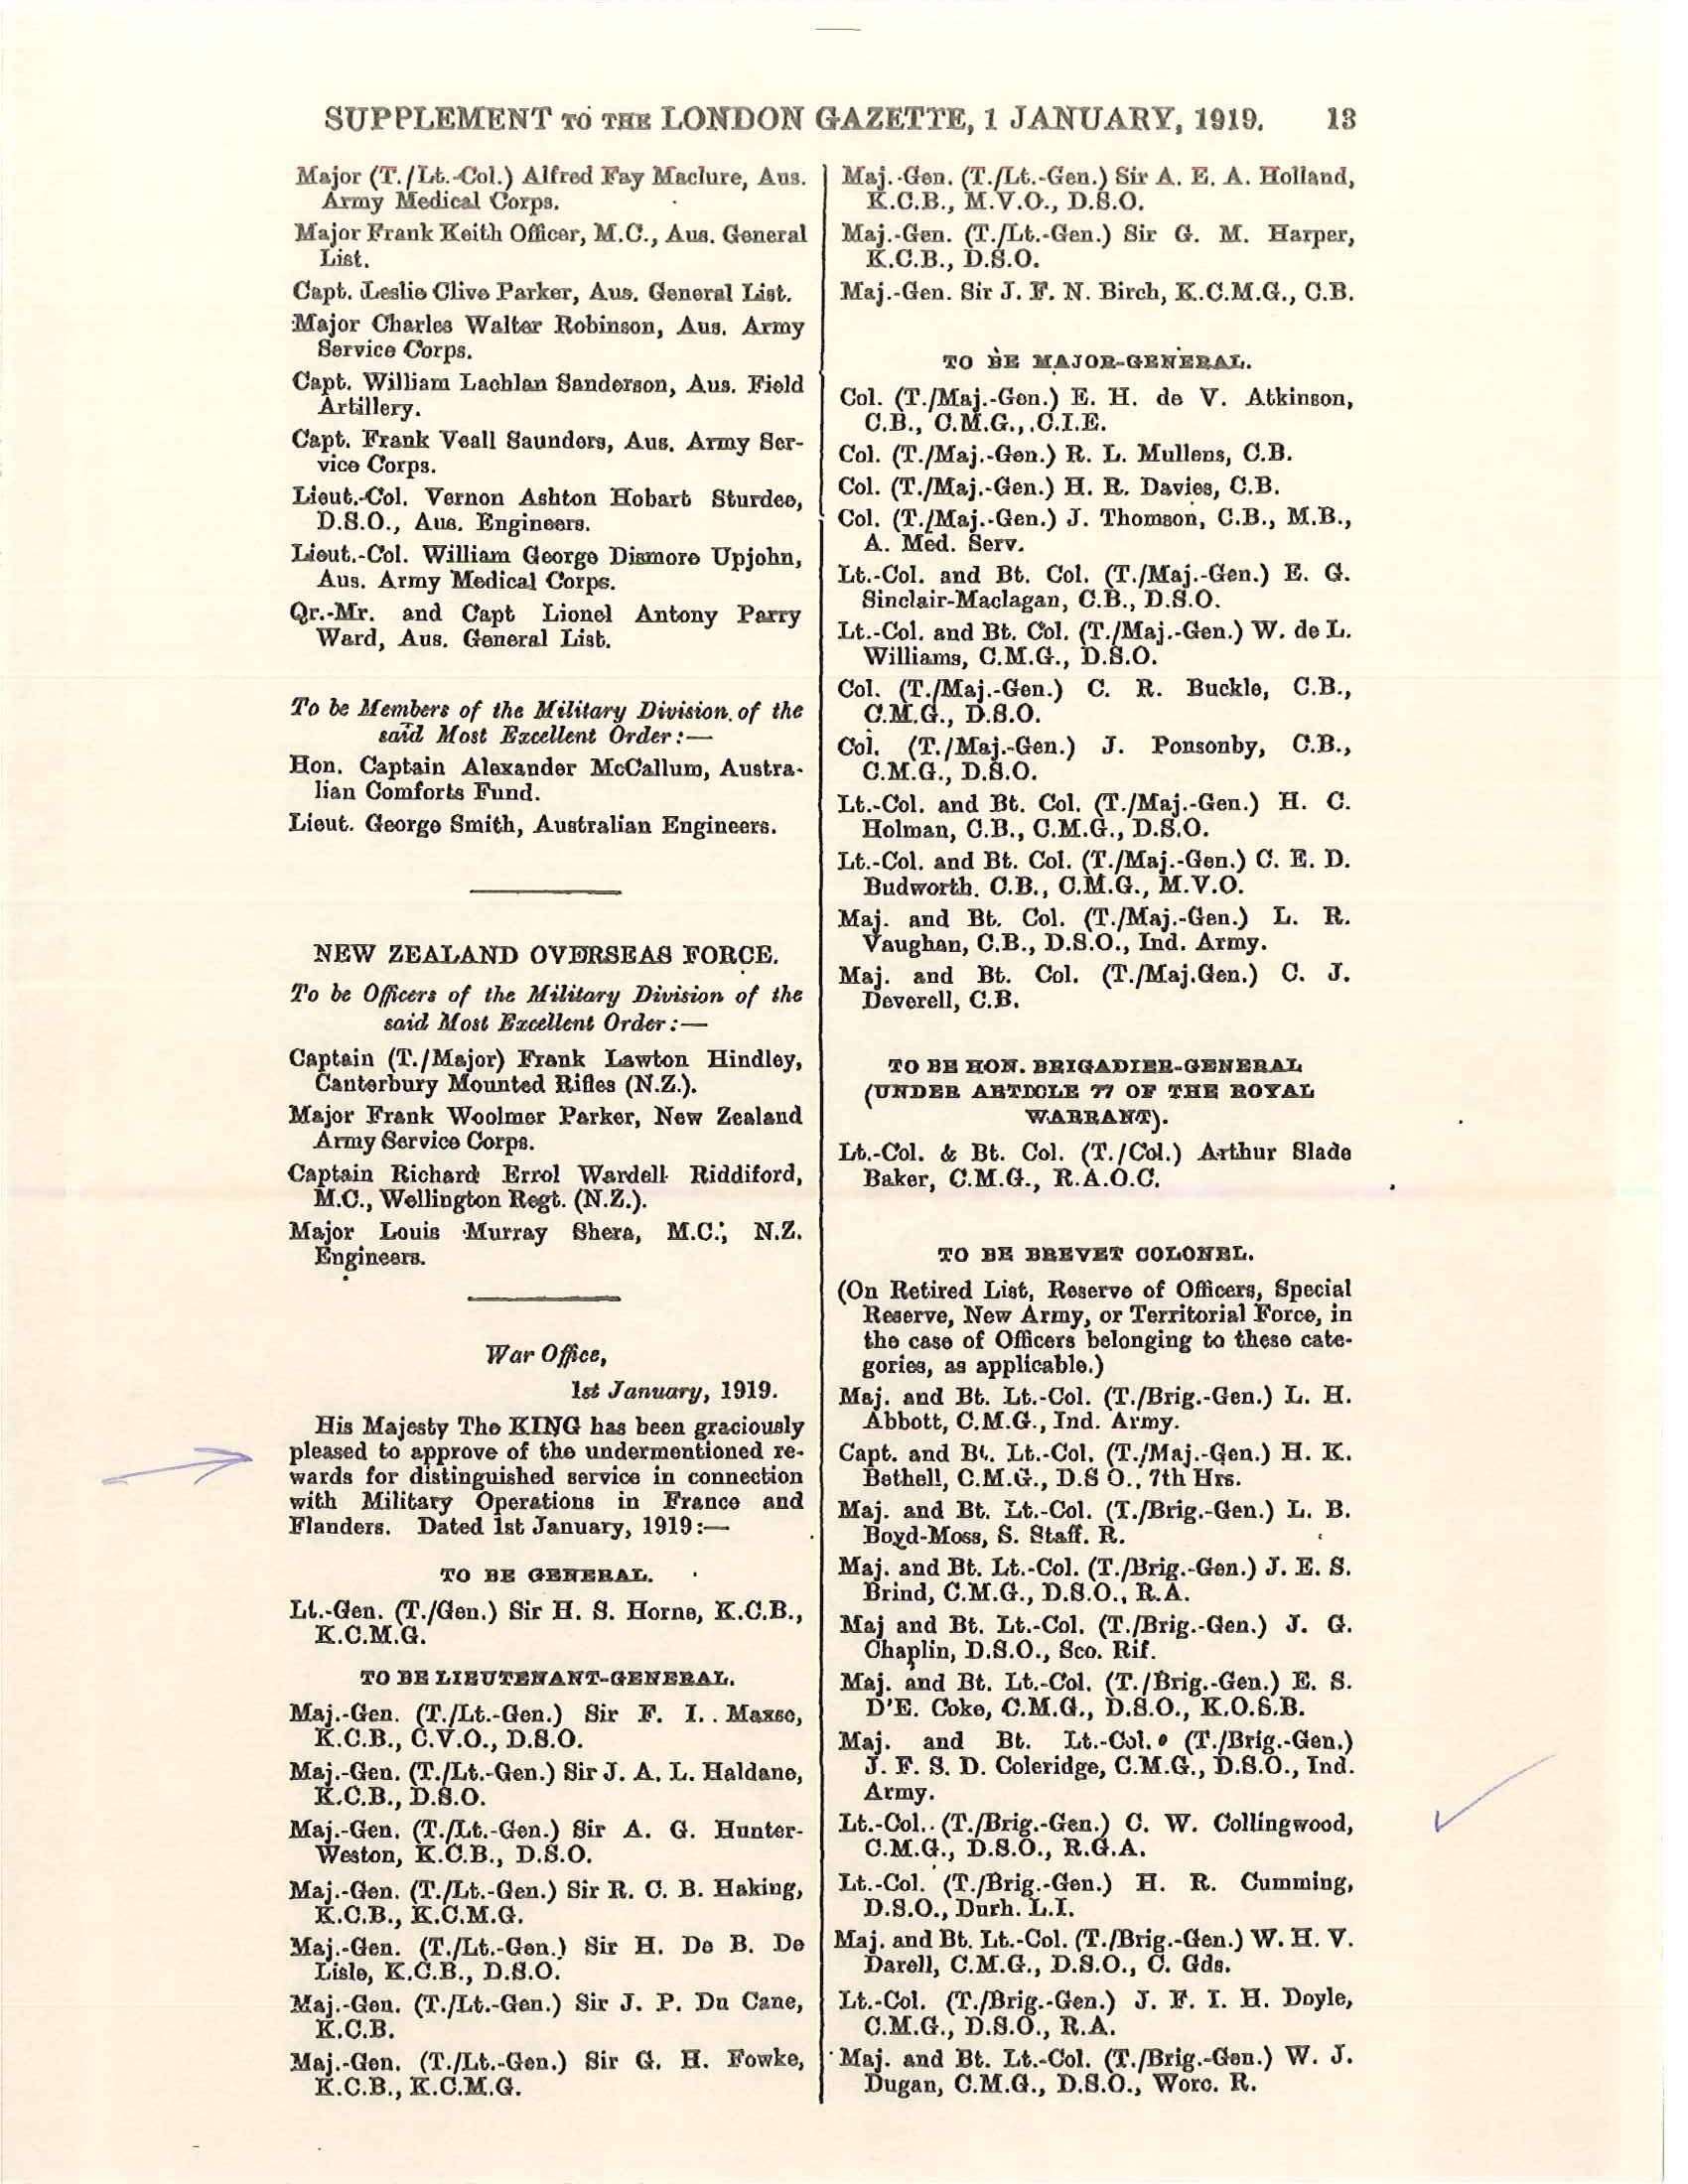 SUPPLEMENT TO THE LONDON GAZETTE, 1 JANUARY, 1919. 13
Major (T./Lt.-Col.) Alfred Fay Maclure, Aus.
Army Medical Corps.
Major Frank Keith Officer, M.C., Aus. General
List.
Capt. Leslie Clive Parker, Aus. General List.
Major Charles Walter Robinson, Aus. Army
Service Corps.
Capt. William Lachlan Sanderson, Aus. Field
Artillery.
Capt. Frank Veall Saunders, Aus. Army Ser-
vice Corps.
Lieut.-Col. Vernon Ashton Hobart Sturdee,
D.S.O., Aus. Engineers.
Lieut.-Col. William George Dismore Upjohn,
Aus. Army Medical Corps.
Qr.-Mr. and Capt Lionel Antony Parry
Ward, Aus. General List.
To be Members of the Military Division of the
said Most Excellent Order:—
Hon. Captain Alexander McCallum, Austra-
lian Comforts Fund.
Lieut. George Smith, Australian Engineers.
NEW ZEALAND OVERSEAS FORCE.
To be Officers of the Military Division of the
said Most Excellent Order:—
Captain (T./Major) Frank Lawton Hindley,
Canterbury Mounted Rifles (N.Z.).
Major Frank Woolmer Parker, New Zealand
Army Service Corps.
Captain Richard Errol Wardell Riddiford,
M.C., Wellington Regt. (N.Z.).
Major Louis Murray Shera, M.C., N.Z.
Engineers.
War Office,
1st January, 1919.
His Majesty The KING has been graciously
pleased to approve of the undermentioned re-
wards for distinguished service in connection
with Military Operations in France and
Flanders. Dated 1st January, 1919:—
TO BE GENERAL.
Lt.-Gen. (T./Gen.) Sir H. S. Horne, K.C.B.,
K.C.M.G.
TO BE LIEUTENANT-GENERAL.
Maj.-Gen. (T./Lt.-Gen.) Sir F. I. Maxse,
K.C.B., C.V.O., D.S.O.
Maj.-Gen. (T./Lt.-Gen.) Sir J. A. L. Haldane,
K.C.B., D.S.O.
Maj.-Gen. (T./Lt.-Gen.) Sir A. G. Hunter-
Weston, K.C.B., D.S.O.
Maj.-Gen. (T./Lt.-Gen.) Sir R. C. B. Haking,
K.C.B., K.C.M.G.
Maj.-Gen. (T./Lt.-Gen.) Sir H. De B. De
Lisle, K.C.B., D.S.O.
Maj.-Gen. (T./Lt.-Gen.) Sir J. P. Du Cane,
K.C.B.
Maj.-Gen. (T./Lt.-Gen.) Sir G. H. Fowke,
K.C.B., K.C.M.G.
Maj.-Gen. (T./Lt.-Gen.) Sir A. E. A. Holland,
K.C.B., M.V.O., D.S.O.
Maj.-Gen. (T./Lt.-Gen.) Sir G. M. Harper,
K.C.B., D.S.O.
Maj.-Gen. Sir J. F. N. Birch, K.C.M.G., C.B.
TO BE MAJOR-GENERAL.
Col. (T./Maj.-Gen.) E. H. de V. Atkinson,
C.B., C.M.G., C.I.E.
Col. (T./Maj.-Gen.) R. L. Mullens, C.B.
Col. (T./Maj.-Gen.) H. R. Davies, C.B.
Col. (T./Maj.-Gen.) J. Thomson, C.B., M.B.,
A. Med. Serv.
Lt.-Col. and Bt. Col. (T./Maj.-Gen.) E. G.
Sinclair-Maclagan, C.B., D.S.O.
Lt.-Col. and Bt. Col. (T./Maj.-Gen.) W. de L.
Williams, C.M.G., D.S.O.
Col. (T./Maj.-Gen.) C. R. Buckle, C.B.,
C.M.G., D.S.O.
Col. (T./Maj.-Gen.) J. Ponsonby, C.B.,
C.M.G., D.S.O.
Lt.-Col. and Bt. Col. (T./Maj.-Gen.) H. C.
Holman, C.B., C.M.G., D.S.O.
Lt.-Col. and Bt. Col. (T./Maj.-Gen.) C. E. D.
Budworth, C.B., C.M.G., M.V.O.
Maj. and Bt. Col. (T./Maj.-Gen.) L. R.
Vaughan, C.B., D.S.O., Ind. Army.
Maj. and Bt. Col. (T./Maj.Gen.) C. J.
Deverell, C.B.
TO BE HON. BRIGADIER-GENERAL
(UNDER ARTICLE 77 OF THE ROYAL
WARRANT).
Lt.-Col. & Bt. Col. (T./Col.) Arthur Slade
Baker, C.M.G., R.A.O.C.
TO BE BREVET COLONEL.
(On Retired List, Reserve of Officers, Special
Reserve, New Army, or Territorial Force, in
the case of Officers belonging to these cate-
gories, as applicable.)
Maj. and Bt. Lt.-Col. (T./Brig.-Gen.) L. H.
Abbott, C.M.G., Ind. Army.
Capt. and Bt. Lt.-Col. (T./Maj.-Gen.) H. K.
Bethell, C.M.G., D.S O., 7th Hrs.
Maj. and Bt. Lt.-Col. (T./Brig.-Gen.) L. B.
Boyd-Moss, S. Staff. R.
Maj. and Bt. Lt.-Col. (T./Brig.-Gen.) J. E. S.
Brind, C.M.G., D.S.O., R.A.
Maj and Bt. Lt.-Col. (T./Brig.-Gen.) J. G.
Chaplin, D.S.O., Sco. Rif.
Maj. and Bt. Lt.-Col. (T./Brig.-Gen.) E. S.
D'E. Coke, C.M.G., D.S.O., K.O.S.B.
Maj. and Bt. Lt.-Col. (T./Brig.-Gen.)
J. F. S. D. Coleridge, C.M.G., D.S.O., Ind.
Army.
Lt.-Col. (T./Brig.-Gen.) C. W. Collingwood,
C.M.G., D.S.O., R.G.A.
Lt.-Col. (T./Brig.-Gen.) H. R. Cumming,
D.S.O., Durh. L.I.
Maj. and Bt. Lt.-Col. (T./Brig.-Gen.) W. H. V.
Darell, C.M.G., D.S.O., C. Gds.
Lt.-Col. (T./Brig.-Gen.) J. F. I. H. Doyle,
C.M.G., D.S.O., R.A.
Maj. and Bt. Lt.-Col. (T./Brig.-Gen.) W. J.
Dugan, C.M.G., D.S.O., Worc. R.